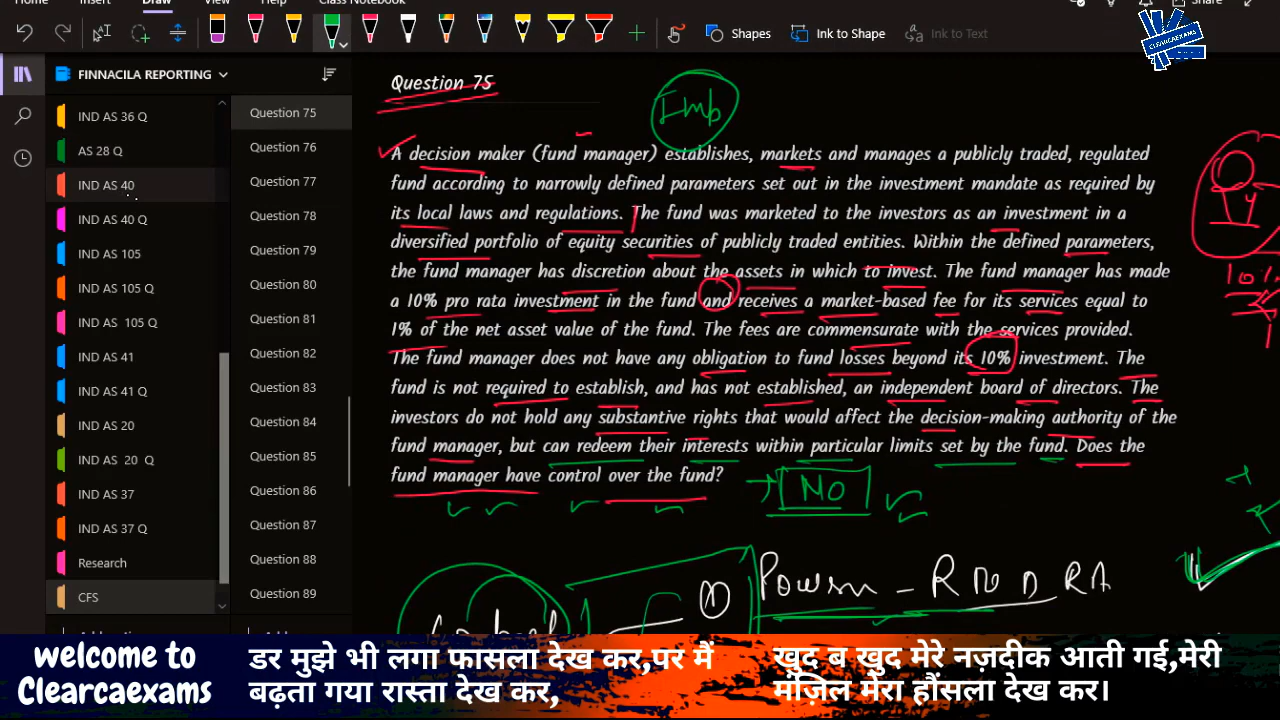 Home
Insert
Draw
View
Help
Class Notebook
Share
Shapes
Ink to Shape
Ink to Text
CLEARCAEXAMS
FINNACILA REPORTING
IND AS 36 Q
AS 28 Q
IND AS 40
IND AS 40 Q
IND AS 105
IND AS 105 Q
IND AS 105 Q
IND AS 41
IND AS 41 Q
IND AS 20
IND AS 20 Q
IND AS 37
IND AS 37 Q
Research
CFS
Question 75
Question 76
Question 77
Question 78
Question 79
Question 80
Question 81
Question 82
Question 83
Question 84
Question 85
Question 86
Question 87
Question 88
Question 89
Question 75
Imb
A decision maker (fund manager) establishes, markets and manages a publicly traded, regulated
fund according to narrowly defined parameters set out in the investment mandate as required by
its local laws and regulations. The fund was marketed to the investors as an investment in a
diversified portfolio of equity securities of publicly traded entities. Within the defined parameters,
the fund manager has discretion about the assets in which to invest. The fund manager has made
a 10% pro rata investment in the fund and receives a market-based fee for its services equal to
1% of the net asset value of the fund. The fees are commensurate with the services provided.
The fund manager does not have any obligation to fund losses beyond its 10% investment. The
fund is not required to establish, and has not established, an independent board of directors. The
investors do not hold any substantive rights that would affect the decision-making authority of the
fund manager, but can redeem their interests within particular limits set by the fund. Does the
fund manager have control over the fund?
NO
10%
① Power -
welcome to
Clearcaexams
डर मुझे भी लगा फासला देख कर,पर मैं
बढ़ता गया रास्ता देख कर,
खुद ब खुद मेरे नज़दीक आती गई,मेरी
मंज़िल मेरा हौंसला देख कर।